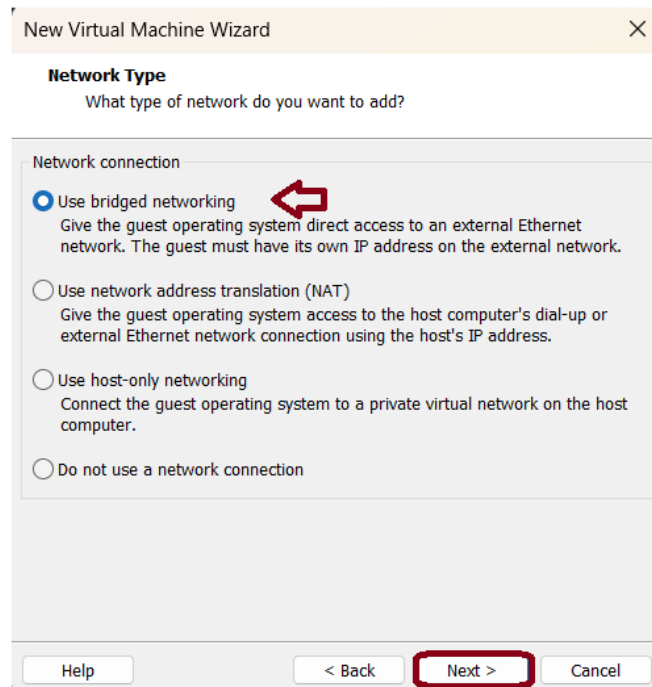 New Virtual Machine Wizard
Network Type
What type of network do you want to add?
Network connection
Use bridged networking
Give the guest operating system direct access to an external Ethernet
network. The guest must have its own IP address on the external network.
Use network address translation (NAT)
Give the guest operating system access to the host computer's dial-up or
external Ethernet network connection using the host's IP address.
Use host-only networking
Connect the guest operating system to a private virtual network on the host
computer.
Do not use a network connection
Help < Back Next > Cancel